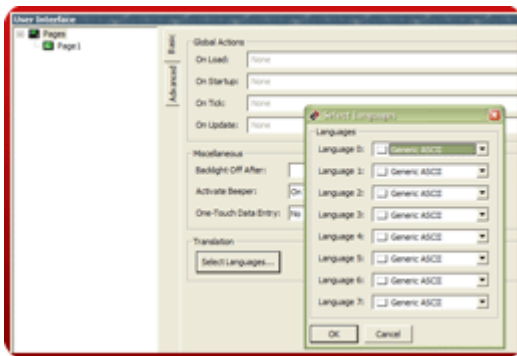 User Interface
Pages
Page1
Basic
Advanced
Global Actions
On Load: None
On Startup: None
On Tick: None
On Update: None
Miscellaneous
Backlight Off After:
Activate Beeper: On
One-Touch Data Entry: No
Translation
Select Languages...
Select Languages
Languages
Language 0: Generic ASCII
Language 1: Generic ASCII
Language 2: Generic ASCII
Language 3: Generic ASCII
Language 4: Generic ASCII
Language 5: Generic ASCII
Language 6: Generic ASCII
Language 7: Generic ASCII
OK Cancel